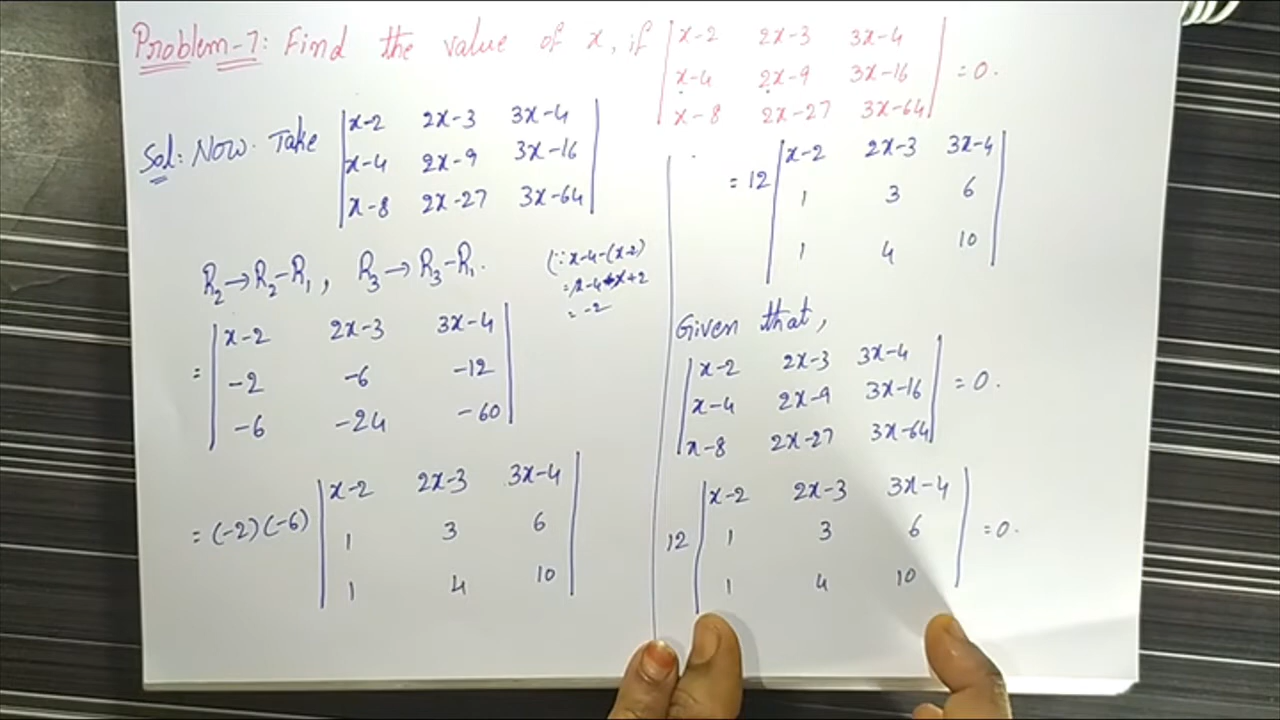 Problem-7: Find the value of x, if | x-2 2x-3 3x-4 |
| x-4 2x-9 3x-16 | =0.
| x-8 2x-27 3x-64 |
Sol: Now. Take | x-2 2x-3 3x-4 |
| x-4 2x-9 3x-16 |
| x-8 2x-27 3x-64 |
R₂→R₂-R₁, R₃→R₃-R₁.
(∵ x-4-(x-2)
= x-4-x+2
= -2
= | x-2 2x-3 3x-4 |
| -2 -6 -12 |
| -6 -24 -60 |
= (-2)(-6) | x-2 2x-3 3x-4 |
| 1 3 6 |
| 1 4 10 |
= 12 | x-2 2x-3 3x-4 |
| 1 3 6 |
| 1 4 10 |
Given that,
| x-2 2x-3 3x-4 |
| x-4 2x-9 3x-16 | =0.
| x-8 2x-27 3x-64 |
12 | x-2 2x-3 3x-4 |
| 1 3 6 | =0.
| 1 4 10 |